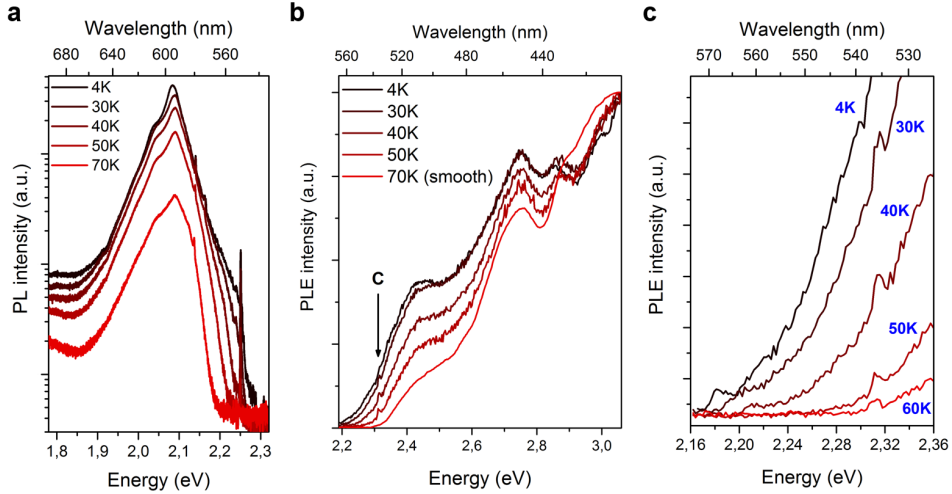 a
Wavelength (nm)
680 640 600 560
4K
30K
40K
50K
70K
PL intensity (a.u.)
1,8 1,9 2,0 2,1 2,2 2,3
Energy (eV)
b
Wavelength (nm)
560 520 480 440
4K
30K
40K
50K
70K (smooth)
C
PLE intensity (a.u.)
2,2 2,4 2,6 2,8 3,0
Energy (eV)
c
Wavelength (nm)
570 560 550 540 530
4K
30K
40K
50K
60K
PLE intensity (a.u.)
2,16 2,20 2,24 2,28 2,32 2,36
Energy (eV)